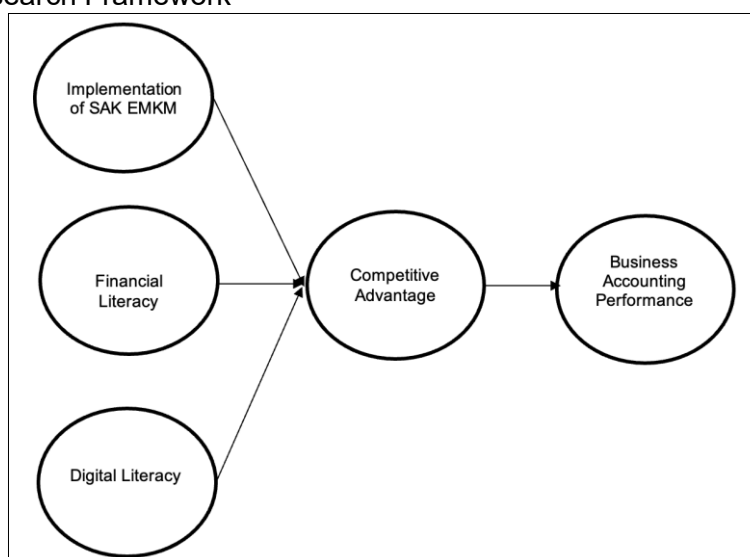 Implementation
of SAK EMKM
Financial
Literacy
Competitive
Advantage
Business
Accounting
Performance
Digital Literacy